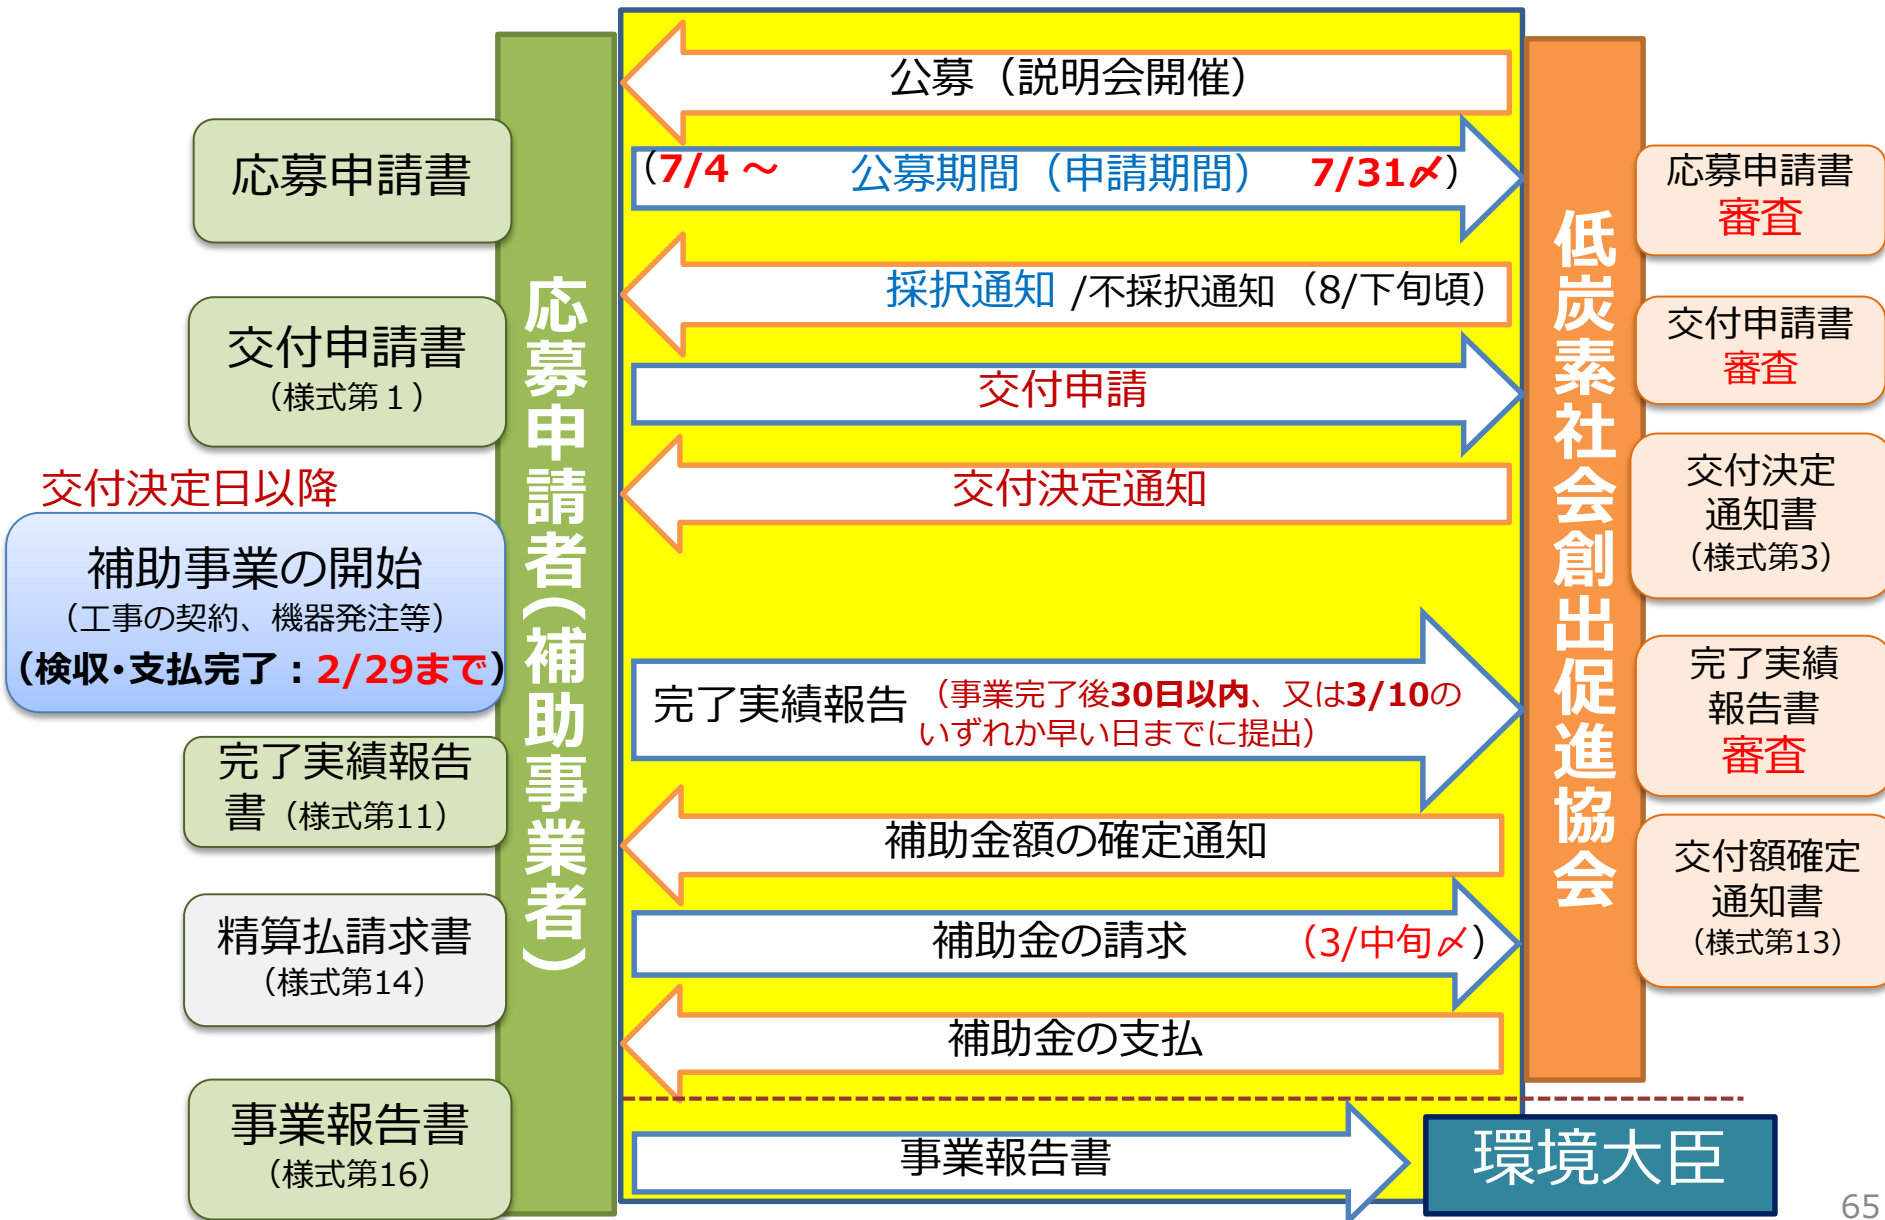 公募（説明会開催）
応募申請書
（7/4 ～ 公募期間（申請期間） 7/31〆）
応募申請書
審査
採択通知 /不採択通知（8/下旬頃）
交付申請書
（様式第１）
交付申請
交付申請書
審査
交付決定通知
交付決定
通知書
（様式第3）
交付決定日以降
補助事業の開始
（工事の契約、機器発注等）
（検収・支払完了：2/29まで）
応募申請者（補助事業者）
低炭素社会創出促進協会
完了実績報告
（事業完了後30日以内、又は3/10の
いずれか早い日までに提出）
完了実績
報告書
審査
完了実績報告
書（様式第11）
補助金額の確定通知
交付額確定
通知書
（様式第13）
精算払請求書
（様式第14）
補助金の請求 （3/中旬〆）
補助金の支払
事業報告書
（様式第16）
事業報告書
環境大臣
65